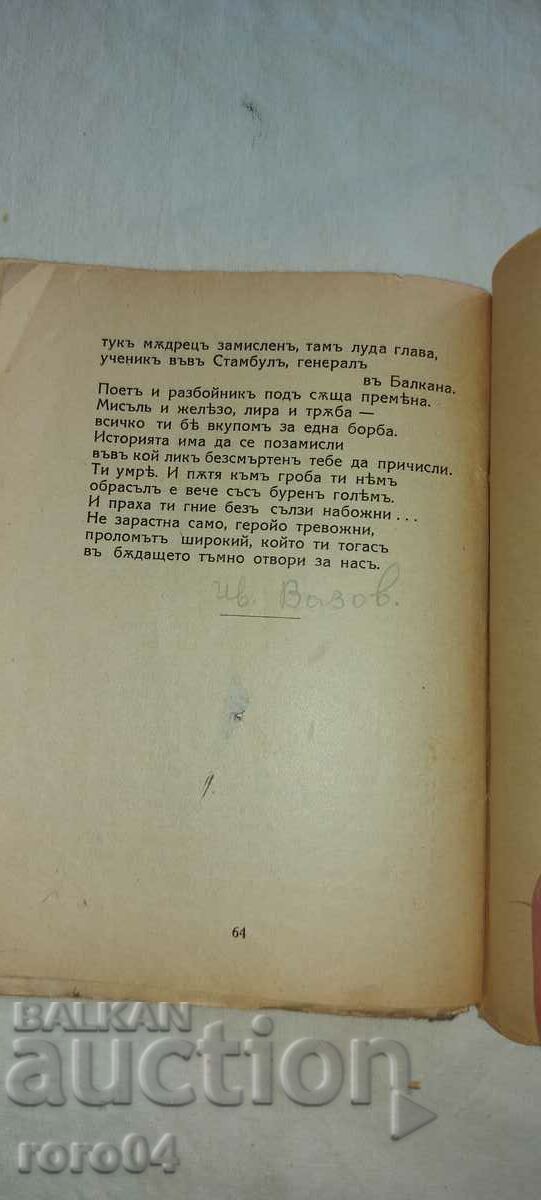 тукъ мѫдрецъ замисленъ, тамъ луда глава,
ученикъ въвъ Стамбулъ, генералъ
въ Балкана.
Поетъ и разбойникъ подъ сѫща премѣна.
Мисъль и желѣзо, лира и трѫба —
всичко ти бѣ вкупомъ за една борба.
Историята има да се позамисли
въвъ кой ликъ безсмъртенъ тебе да причисли.
Ти умрѣ. И пѫтя къмъ гроба ти нѣмъ
обрасълъ е вече със буренъ голѣмъ.
И праха ти гние безъ сълзи набожни . . .
Не зарастна само, геройо тревожни,
проломътъ широкий, който ти тогасъ
въ бѫдащето тъмно отвори за насъ.
Ив. Вазов.
64
BALKAN
auction
roro04